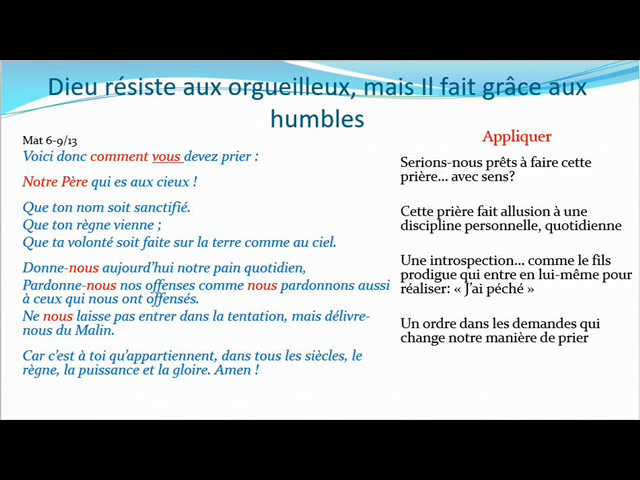 Dieu résiste aux orgueilleux, mais Il fait grâce aux
humbles
Mat 6-9/13
Voici donc comment vous devez prier :
Notre Père qui es aux cieux !
Que ton nom soit sanctifié.
Que ton règne vienne ;
Que ta volonté soit faite sur la terre comme au ciel.
Donne-nous aujourd’hui notre pain quotidien,
Pardonne-nous nos offenses comme nous pardonnons aussi
à ceux qui nous ont offensés.
Ne nous laisse pas entrer dans la tentation, mais délivre-
nous du Malin.
Car c’est à toi qu’appartiennent, dans tous les siècles, le
règne, la puissance et la gloire. Amen !
Appliquer
Serions-nous prêts à faire cette
prière… avec sens?
Cette prière fait allusion à une
discipline personnelle, quotidienne
Une introspection… comme le fils
prodigue qui entre en lui-même pour
réaliser: « J’ai péché »
Un ordre dans les demandes qui
change notre manière de prier